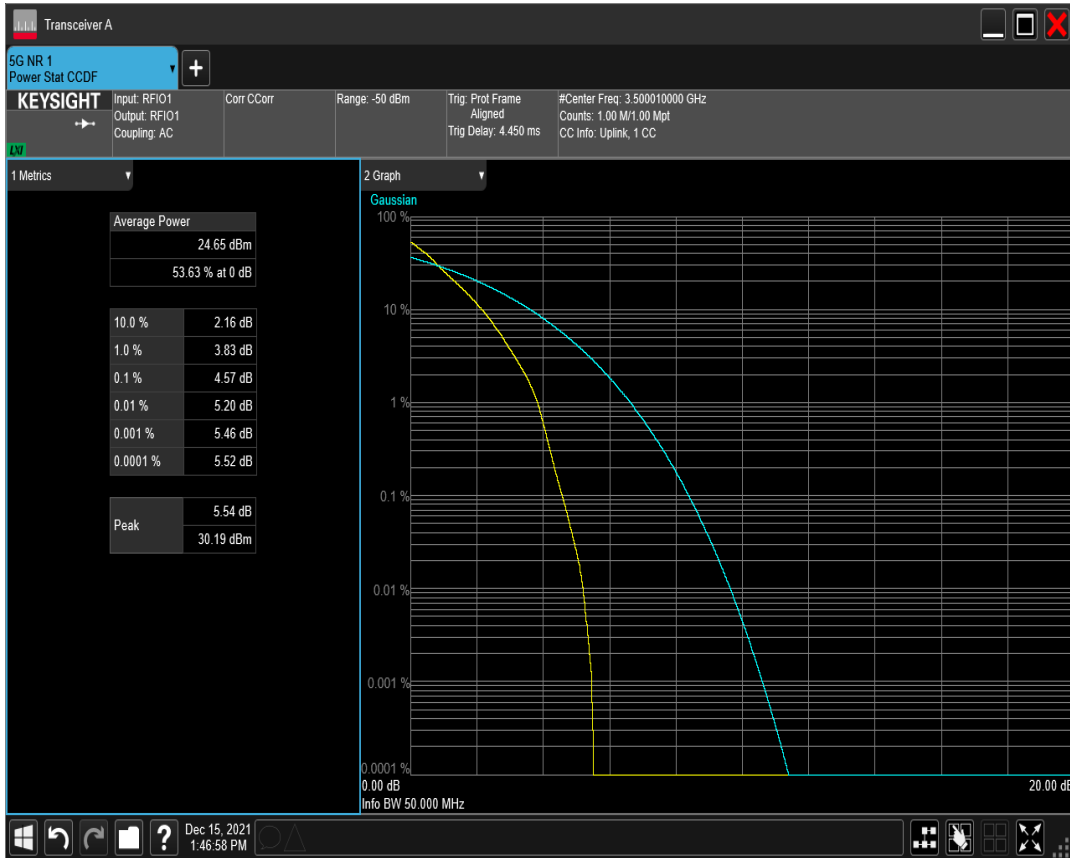 Transceiver A
5G NR 1
Power Stat CCDF
KEYSIGHT
LXI
Input: RFIO1
Output: RFIO1
Coupling: AC
Corr CCorr
Range: -50 dBm
Trig: Prot Frame
Aligned
Trig Delay: 4.450 ms
#Center Freq: 3.500010000 GHz
Counts: 1.00 M/1.00 Mpt
CC Info: Uplink, 1 CC
1 Metrics
Average Power
24.65 dBm
53.63 % at 0 dB
10.0 % 2.16 dB
1.0 % 3.83 dB
0.1 % 4.57 dB
0.01 % 5.20 dB
0.001 % 5.46 dB
0.0001 % 5.52 dB
Peak
5.54 dB
30.19 dBm
2 Graph
Gaussian
100 %
10 %
1 %
0.1 %
0.01 %
0.001 %
0.0001 %
0.00 dB
20.00 dB
Info BW 50.000 MHz
?
Dec 15, 2021
1:46:58 PM